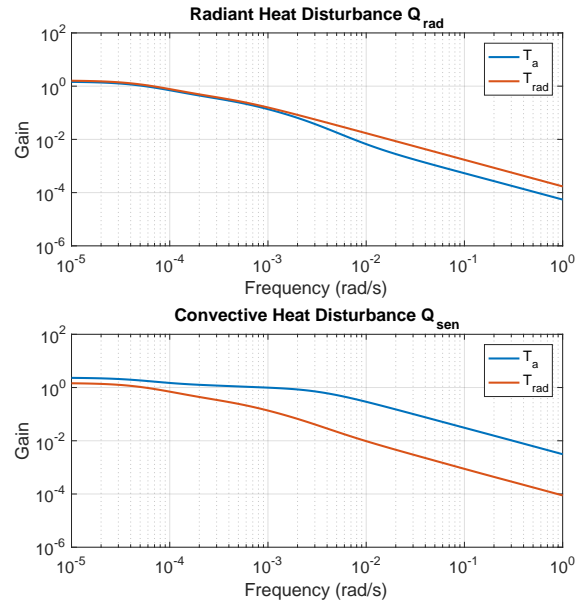 Radiant Heat Disturbance Q_rad
Gain
10^2
10^0
10^-2
10^-4
10^-6
T_a
T_rad
10^-5 10^-4 10^-3 10^-2 10^-1 10^0
Frequency (rad/s)
Convective Heat Disturbance Q_sen
Gain
10^2
10^0
10^-2
10^-4
10^-6
T_a
T_rad
10^-5 10^-4 10^-3 10^-2 10^-1 10^0
Frequency (rad/s)